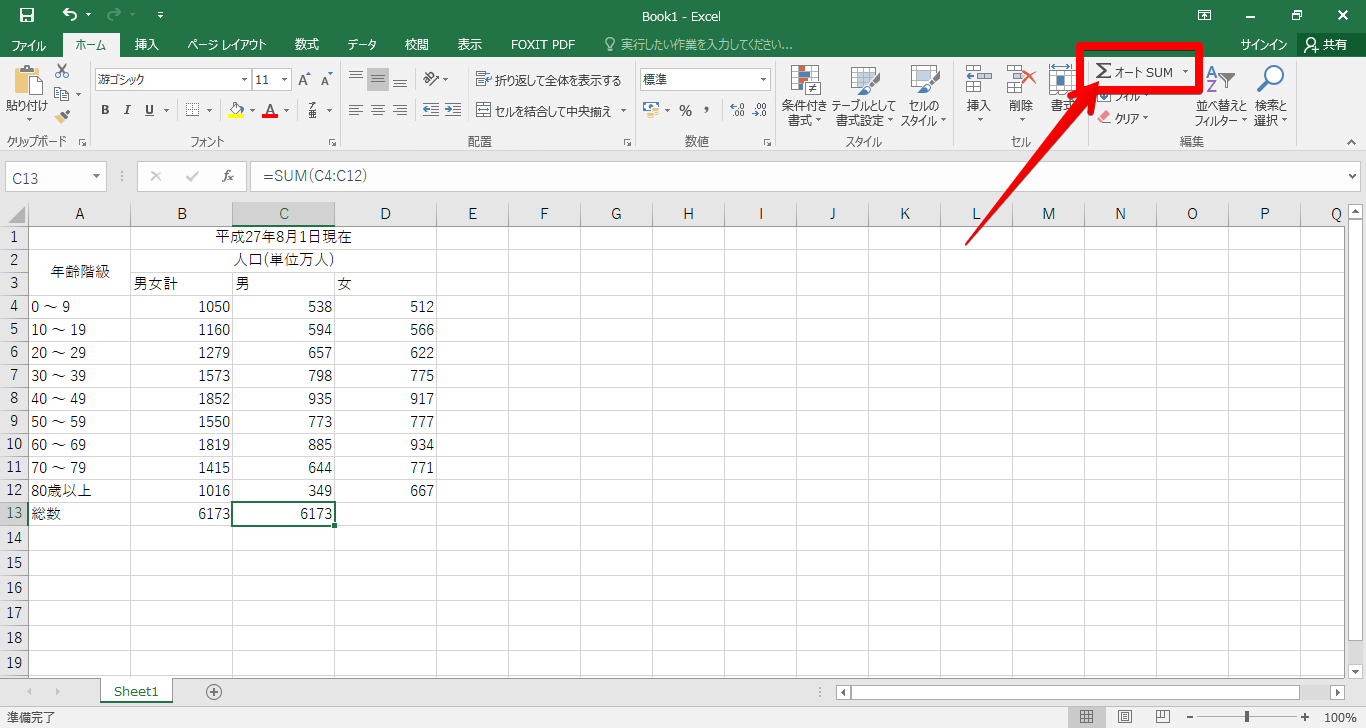 Book1 - Excel
ファイル ホーム 挿入 ページ レイアウト 数式 データ 校閲 表示 FOXIT PDF 実行したい作業を入力してください... サインイン 共有
貼り付け
クリップボード
游ゴシック 11
B I U
フォント
折り返して全体を表示する
セルを結合して中央揃え
配置
標準
%
数値
条件付き書式
テーブルとして書式設定
セルのスタイル
スタイル
挿入 削除 書式
セル
Σ オート SUM
フィル
クリア
並べ替えとフィルター
検索と選択
編集
C13 fx =SUM(C4:C12)
A B C D E F G H I J K L M N O P Q
1 平成27年8月1日現在
2 年齢階級 人口(単位万人)
3 男女計 男 女
4 0 ～ 9 1050 538 512
5 10 ～ 19 1160 594 566
6 20 ～ 29 1279 657 622
7 30 ～ 39 1573 798 775
8 40 ～ 49 1852 935 917
9 50 ～ 59 1550 773 777
10 60 ～ 69 1819 885 934
11 70 ～ 79 1415 644 771
12 80歳以上 1016 349 667
13 総数 6173 6173
14
15
16
17
18
19
Sheet1
準備完了 100%